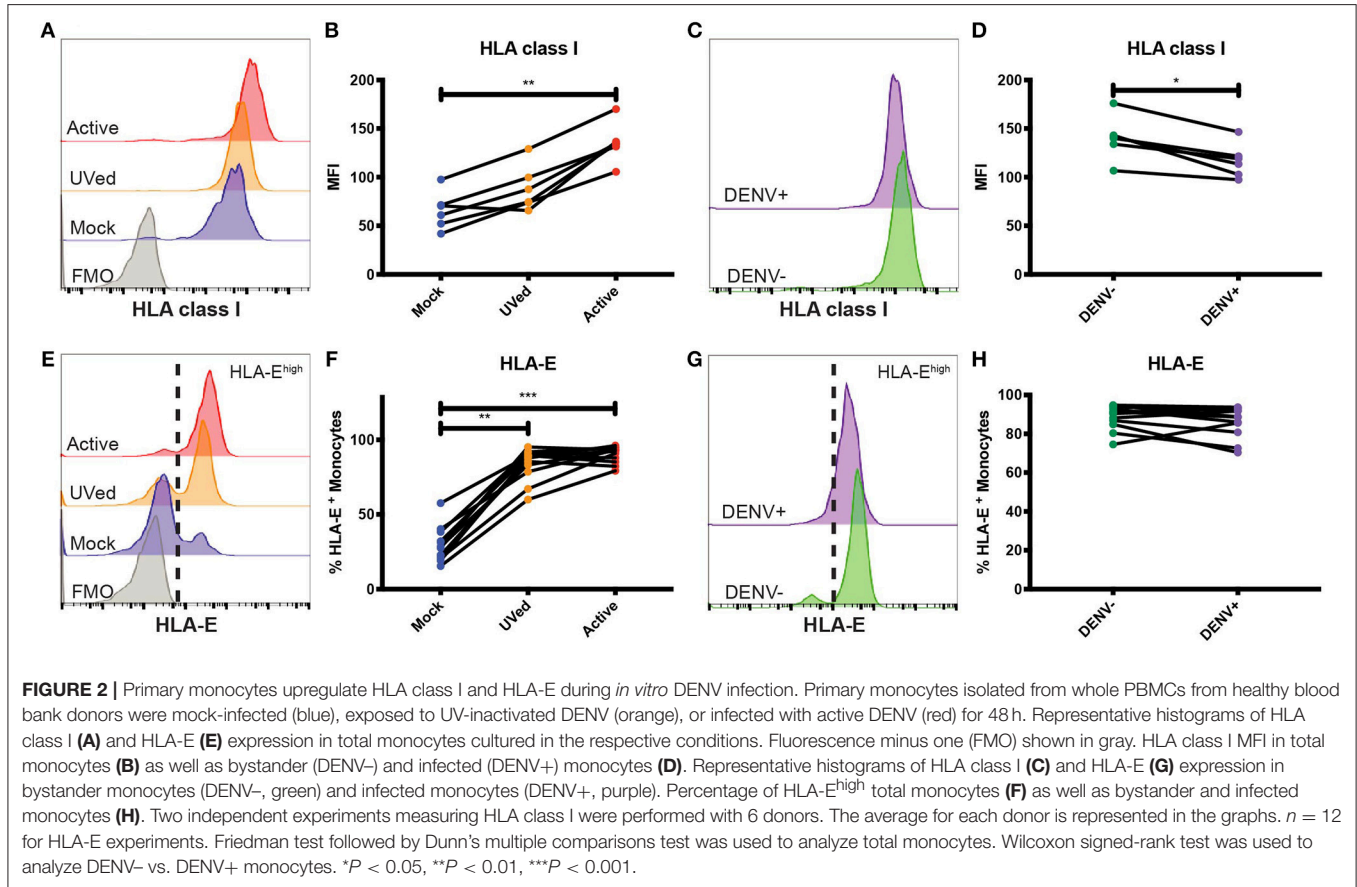 A
Active
UVed
Mock
FMO
HLA class I
B
HLA class I
**
MFI
200
150
100
50
0
Mock
UVed
Active
C
DENV+
DENV-
HLA class I
D
HLA class I
*
MFI
200
150
100
50
0
DENV-
DENV+
E
HLA-E^high
Active
UVed
Mock
FMO
HLA-E
F
HLA-E
***
**
% HLA-E⁺ Monocytes
100
50
0
Mock
UVed
Active
G
HLA-E^high
DENV+
DENV-
HLA-E
H
HLA-E
% HLA-E⁺ Monocytes
100
80
60
40
20
0
DENV-
DENV+
FIGURE 2 | Primary monocytes upregulate HLA class I and HLA-E during in vitro DENV infection. Primary monocytes isolated from whole PBMCs from healthy blood
bank donors were mock-infected (blue), exposed to UV-inactivated DENV (orange), or infected with active DENV (red) for 48 h. Representative histograms of HLA
class I (A) and HLA-E (E) expression in total monocytes cultured in the respective conditions. Fluorescence minus one (FMO) shown in gray. HLA class I MFI in total
monocytes (B) as well as bystander (DENV–) and infected (DENV+) monocytes (D). Representative histograms of HLA class I (C) and HLA-E (G) expression in
bystander monocytes (DENV–, green) and infected monocytes (DENV+, purple). Percentage of HLA-E^high total monocytes (F) as well as bystander and infected
monocytes (H). Two independent experiments measuring HLA class I were performed with 6 donors. The average for each donor is represented in the graphs. n = 12
for HLA-E experiments. Friedman test followed by Dunn's multiple comparisons test was used to analyze total monocytes. Wilcoxon signed-rank test was used to
analyze DENV– vs. DENV+ monocytes. *P < 0.05, **P < 0.01, ***P < 0.001.